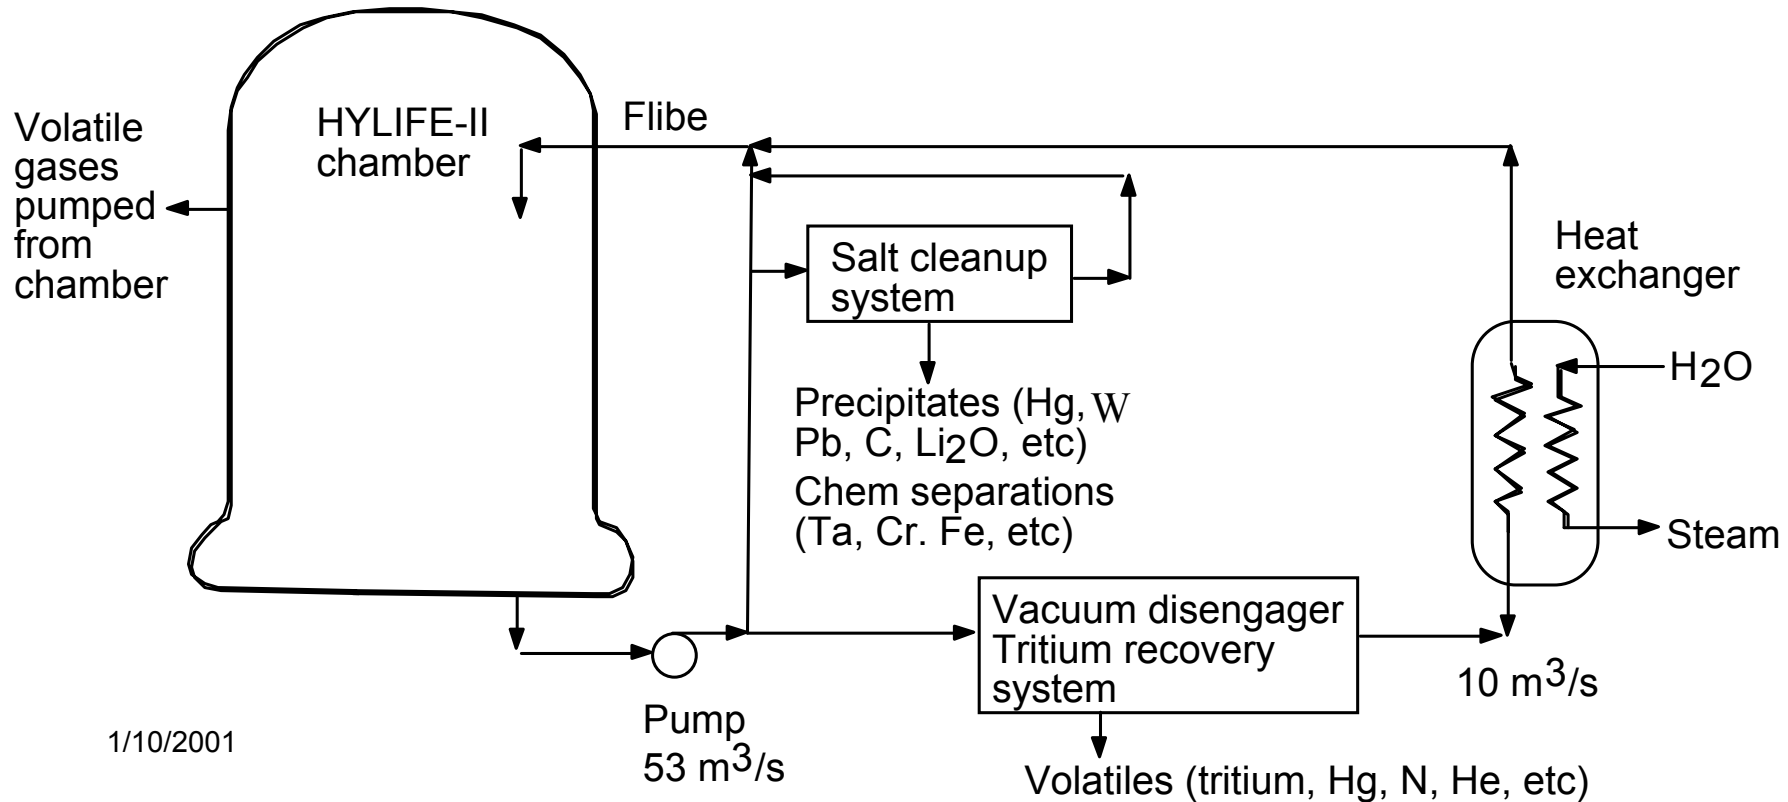 Volatile
gases
pumped
from
chamber
HYLIFE-II
chamber
Flibe
Salt cleanup
system
Precipitates (Hg, W
Pb, C, Li2O, etc)
Chem separations
(Ta, Cr. Fe, etc)
Heat
exchanger
H2O
Steam
Vacuum disengager
Tritium recovery
system
10 m3/s
Pump
53 m3/s
Volatiles (tritium, Hg, N, He, etc)
1/10/2001